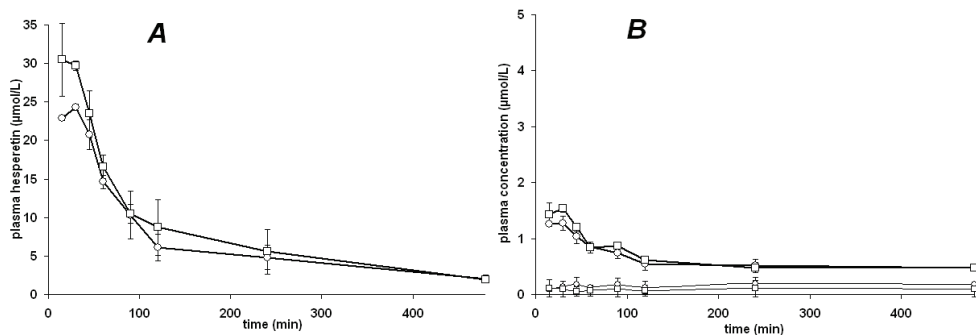 A
plasma hesperetin (µmol/L)
35
30
25
20
15
10
5
0
0 100 200 300 400
time (min)
B
plasma concentration (µmol/L)
5
4
3
2
1
0
0 100 200 300 400
time (min)